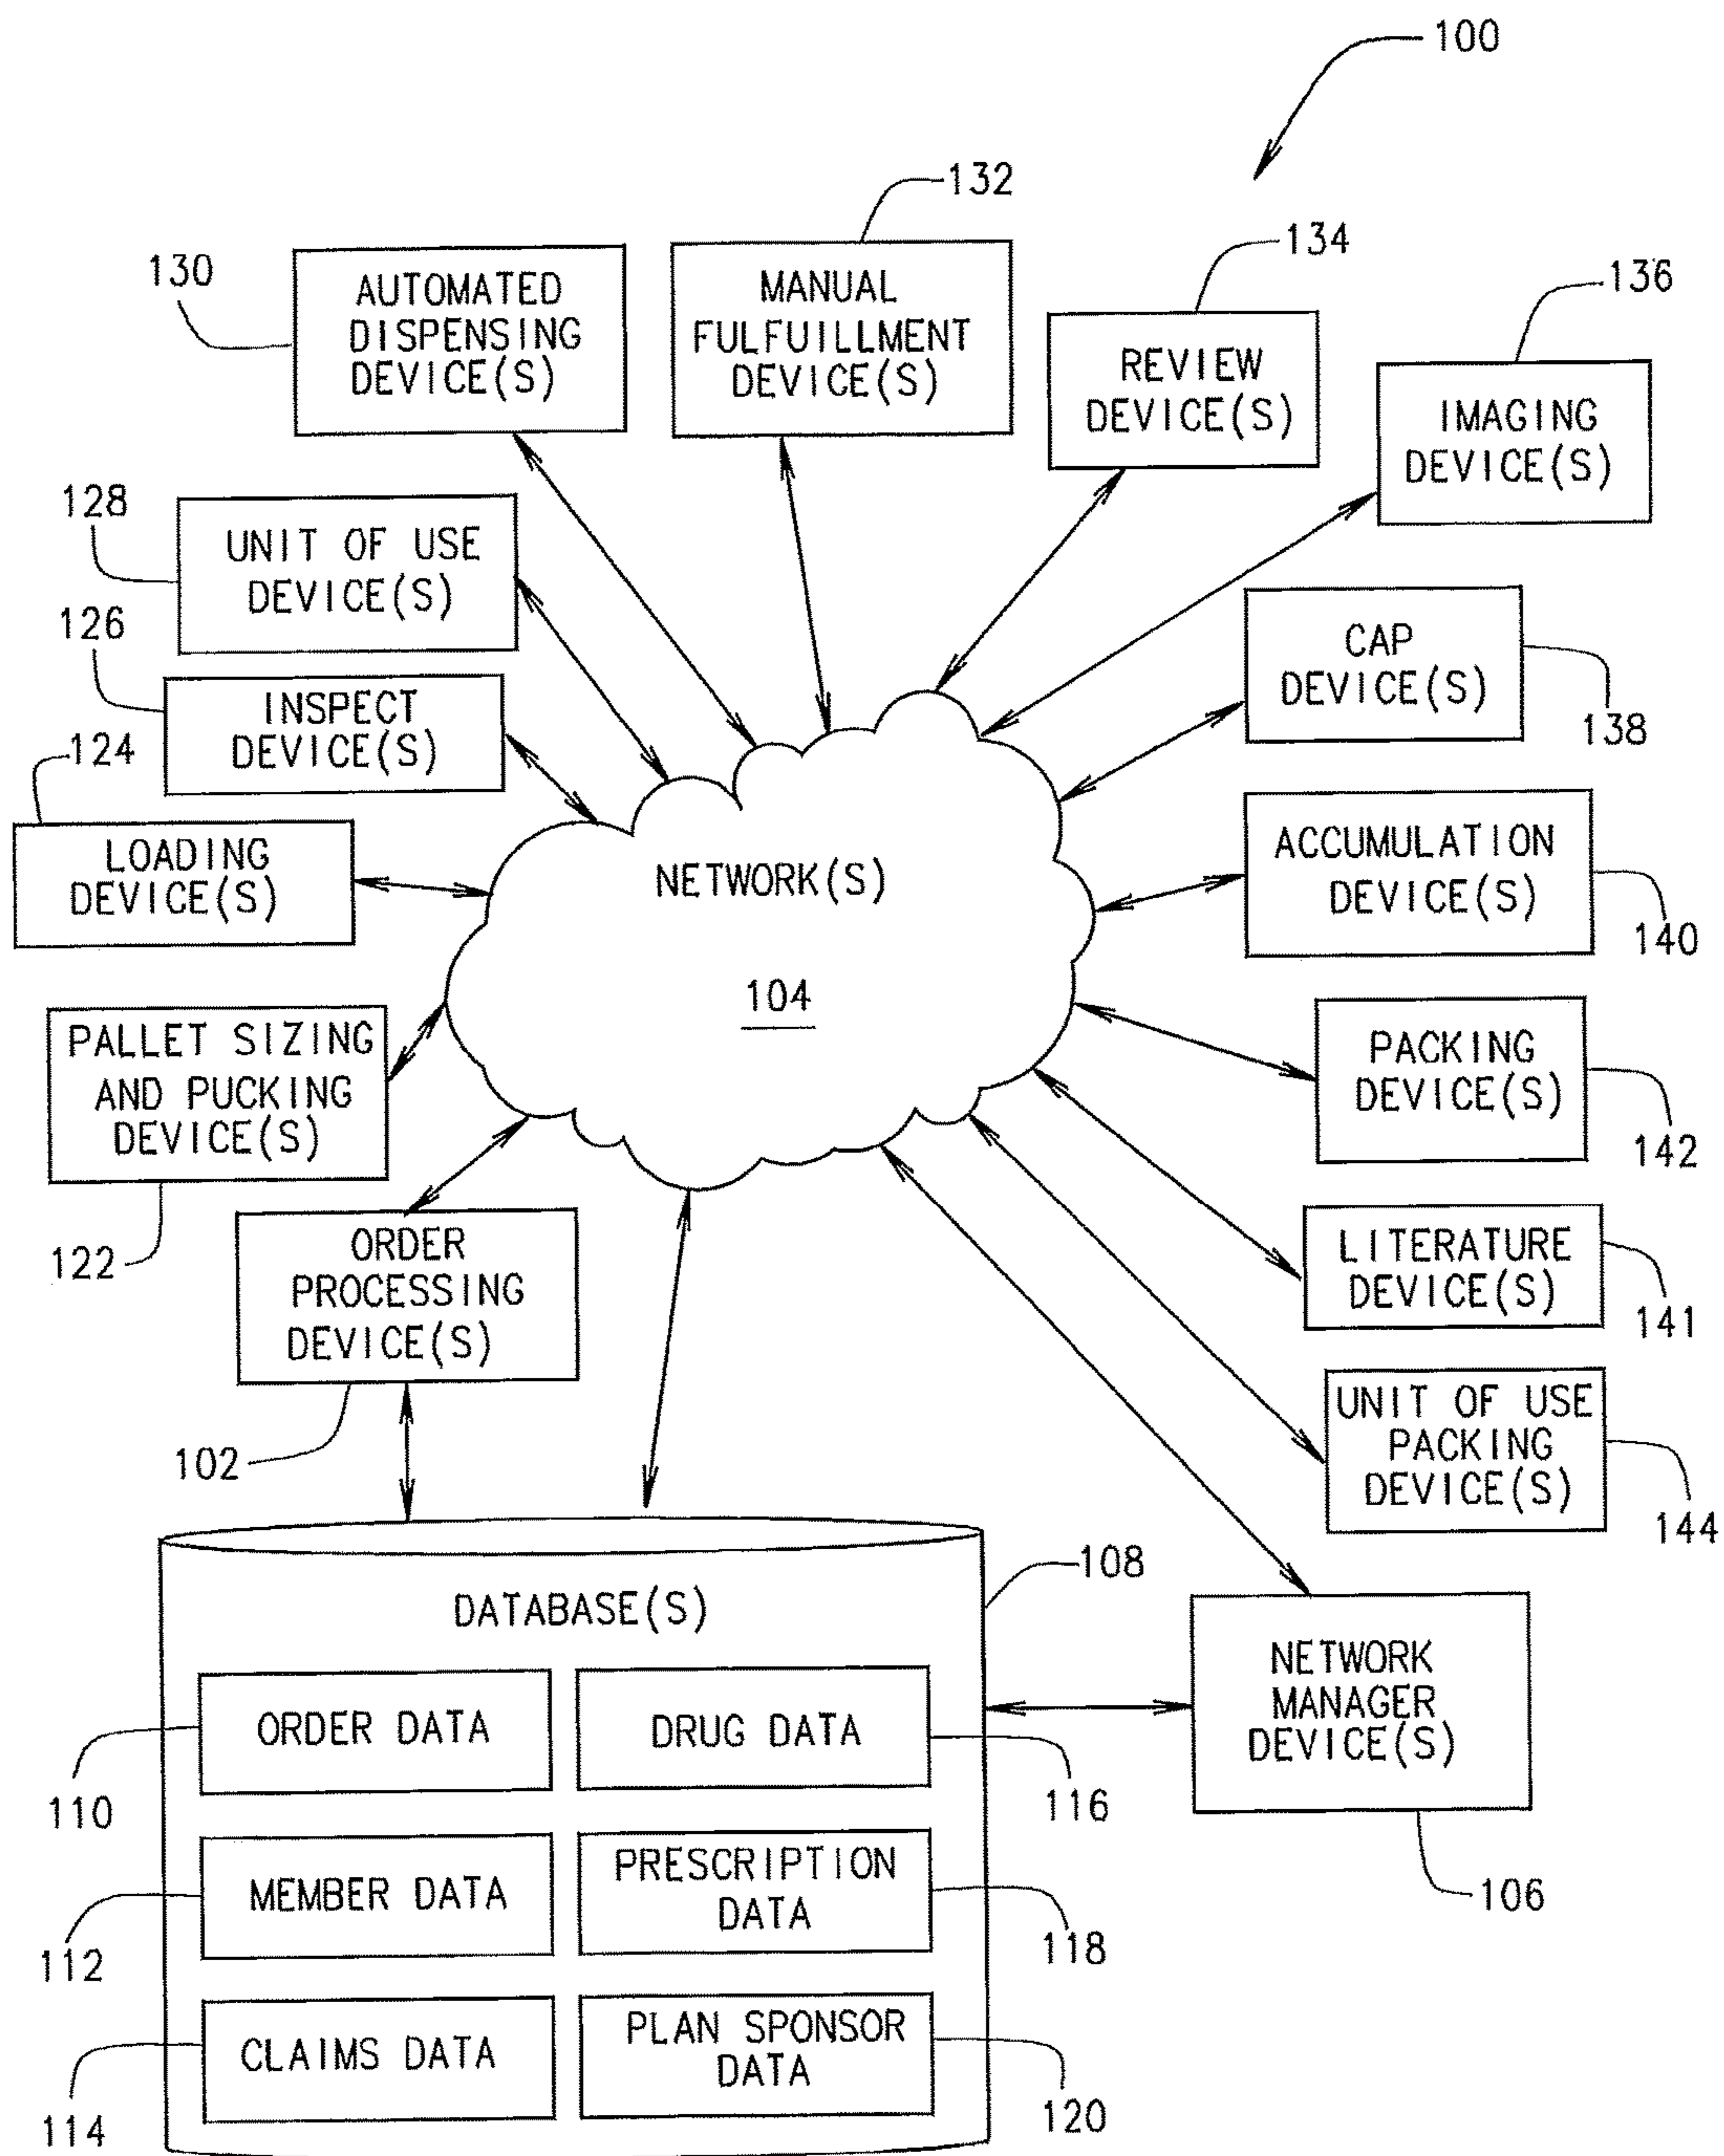 100
132
134
130
136
AUTOMATED
DISPENSING
DEVICE(S)
MANUAL
FULFUILLMENT
DEVICE(S)
REVIEW
DEVICE(S)
IMAGING
DEVICE(S)
128
UNIT OF USE
DEVICE(S)
126
CAP
DEVICE(S)
138
INSPECT
DEVICE(S)
124
LOADING
DEVICE(S)
NETWORK(S)
104
ACCUMULATION
DEVICE(S)
140
PALLET SIZING
AND PUCKING
DEVICE(S)
122
PACKING
DEVICE(S)
142
ORDER
PROCESSING
DEVICE(S)
102
LITERATURE
DEVICE(S)
141
UNIT OF USE
PACKING
DEVICE(S)
144
108
DATABASE(S)
NETWORK
MANAGER
DEVICE(S)
106
ORDER DATA
110
DRUG DATA
116
MEMBER DATA
112
PRESCRIPTION
DATA
118
CLAIMS DATA
114
PLAN SPONSOR
DATA
120